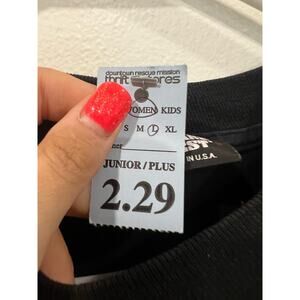 downtown rescue mission
thrift stores
WOMEN KIDS
S M L XL
JUNIOR/PLUS
2.29
IN U.S.A.